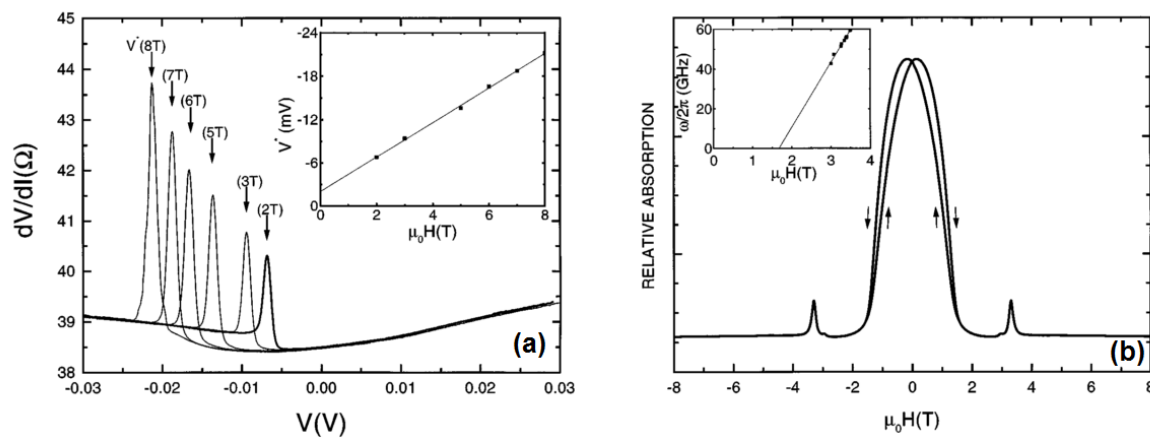 dV/dI(Ω)
45
44
43
42
41
40
39
38
V*(8T)
(7T)
(6T)
(5T)
(3T)
(2T)
-24
-18
-12
-6
0
V* (mV)
0 2 4 6 8
μ₀H(T)
(a)
-0.03 -0.02 -0.01 0.00 0.01 0.02 0.03
V(V)
RELATIVE ABSORPTION
60
40
20
0
ω/2π (GHz)
0 1 2 3 4
μ₀H(T)
(b)
-8 -6 -4 -2 0 2 4 6 8
μ₀H(T)